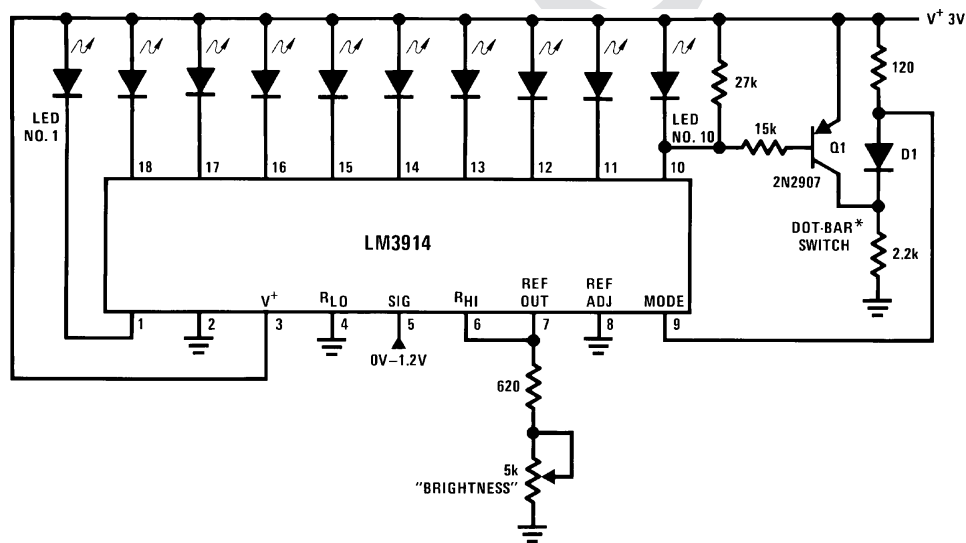 V+ 3V
LED
NO. 1
LED
NO. 10
27k
15k
120
Q1
2N2907
D1
DOT-BAR*
SWITCH
2.2k
18 17 16 15 14 13 12 11 10
LM3914
V+ RLO SIG RHI REF OUT REF ADJ MODE
1 2 3 4 5 6 7 8 9
0V–1.2V
620
5k
"BRIGHTNESS"